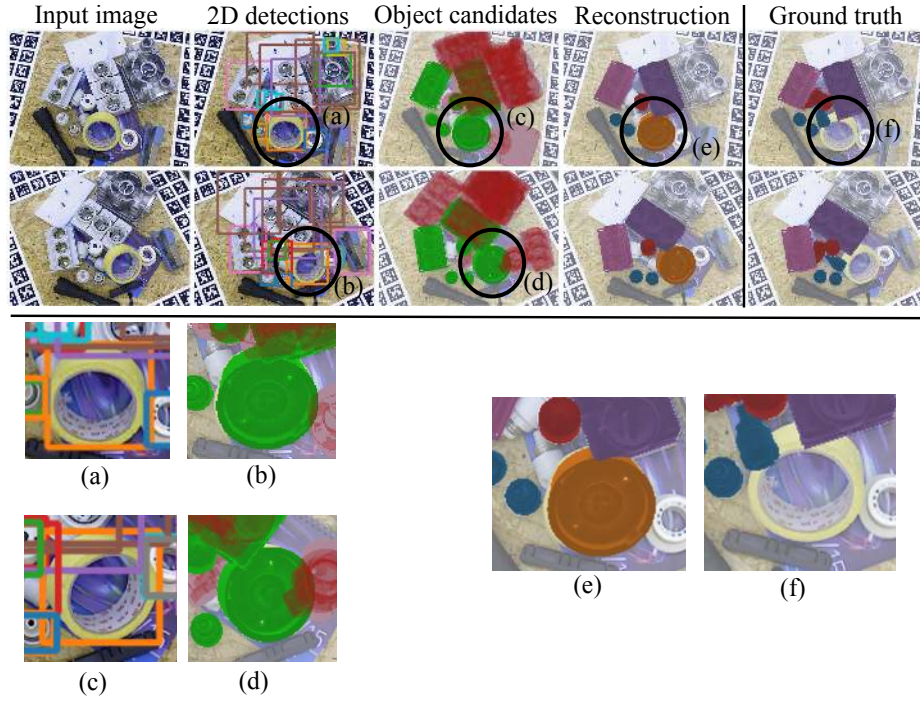 Input image 2D detections Object candidates Reconstruction Ground truth
(a) (c) (e) (f)
(b) (d)
(a) (b)
(e) (f)
(c) (d)